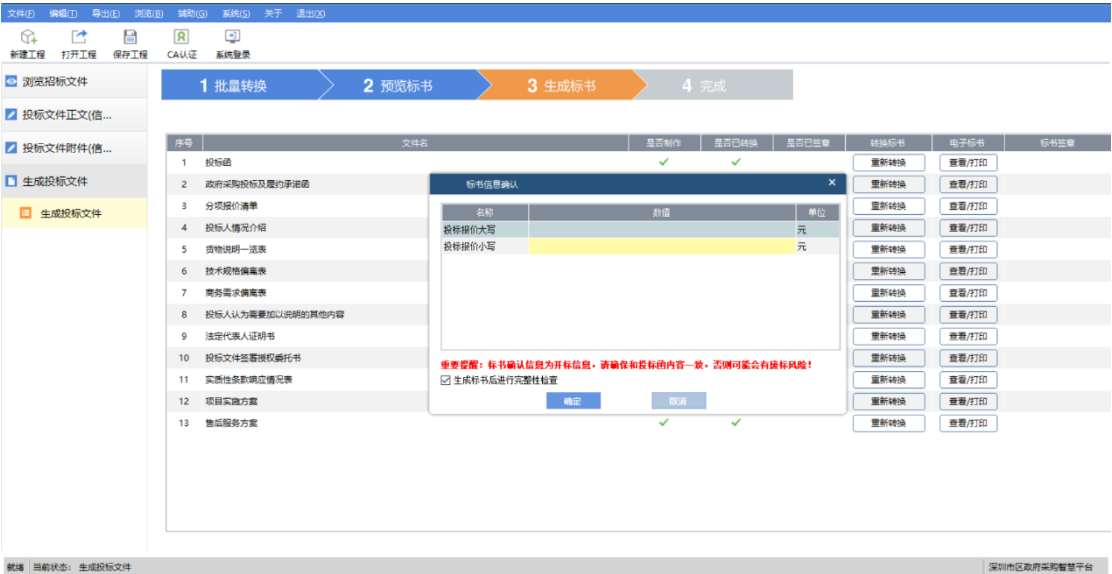 文件(F) 编辑(T) 导出(E) 浏览(B) 辅助(G) 系统(S) 关于 退出(X)
新建工程 打开工程 保存工程 CA认证 系统登录
浏览招标文件
投标文件正文(信...
投标文件附件(信...
生成投标文件
生成投标文件
1 批量转换 2 预览标书 3 生成标书 4 完成
序号 文件名 是否制作 是否已转换 是否已签章 转换标书 电子标书 标书签章
1 投标函 重新转换 查看/打印
2 政府采购投标及履约承诺函 重新转换 查看/打印
3 分项报价清单 重新转换 查看/打印
4 投标人情况介绍 重新转换 查看/打印
5 货物说明一览表 重新转换 查看/打印
6 技术规格偏离表 重新转换 查看/打印
7 商务需求偏离表 重新转换 查看/打印
8 投标人认为需要加以说明的其他内容 重新转换 查看/打印
9 法定代表人证明书 重新转换 查看/打印
10 投标文件签署授权委托书 重新转换 查看/打印
11 实质性条款响应情况表 重新转换 查看/打印
12 项目实施方案 重新转换 查看/打印
13 售后服务方案 重新转换 查看/打印
标书信息确认
名称 数值 单位
投标报价大写 元
投标报价小写 元
重要提醒：标书确认信息为开标信息，请确保和投标函内容一致，否则可能会有废标风险！
生成标书后进行完整性检查
确定 取消
就绪 当前状态: 生成投标文件 深圳市区政府采购智慧平台